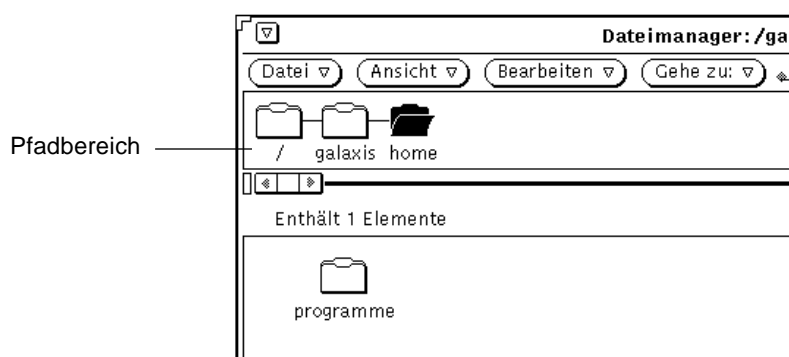 Dateimanager:/ga
Datei Ansicht Bearbeiten Gehe zu:
Pfadbereich
/ galaxis home
Enthält 1 Elemente
programme